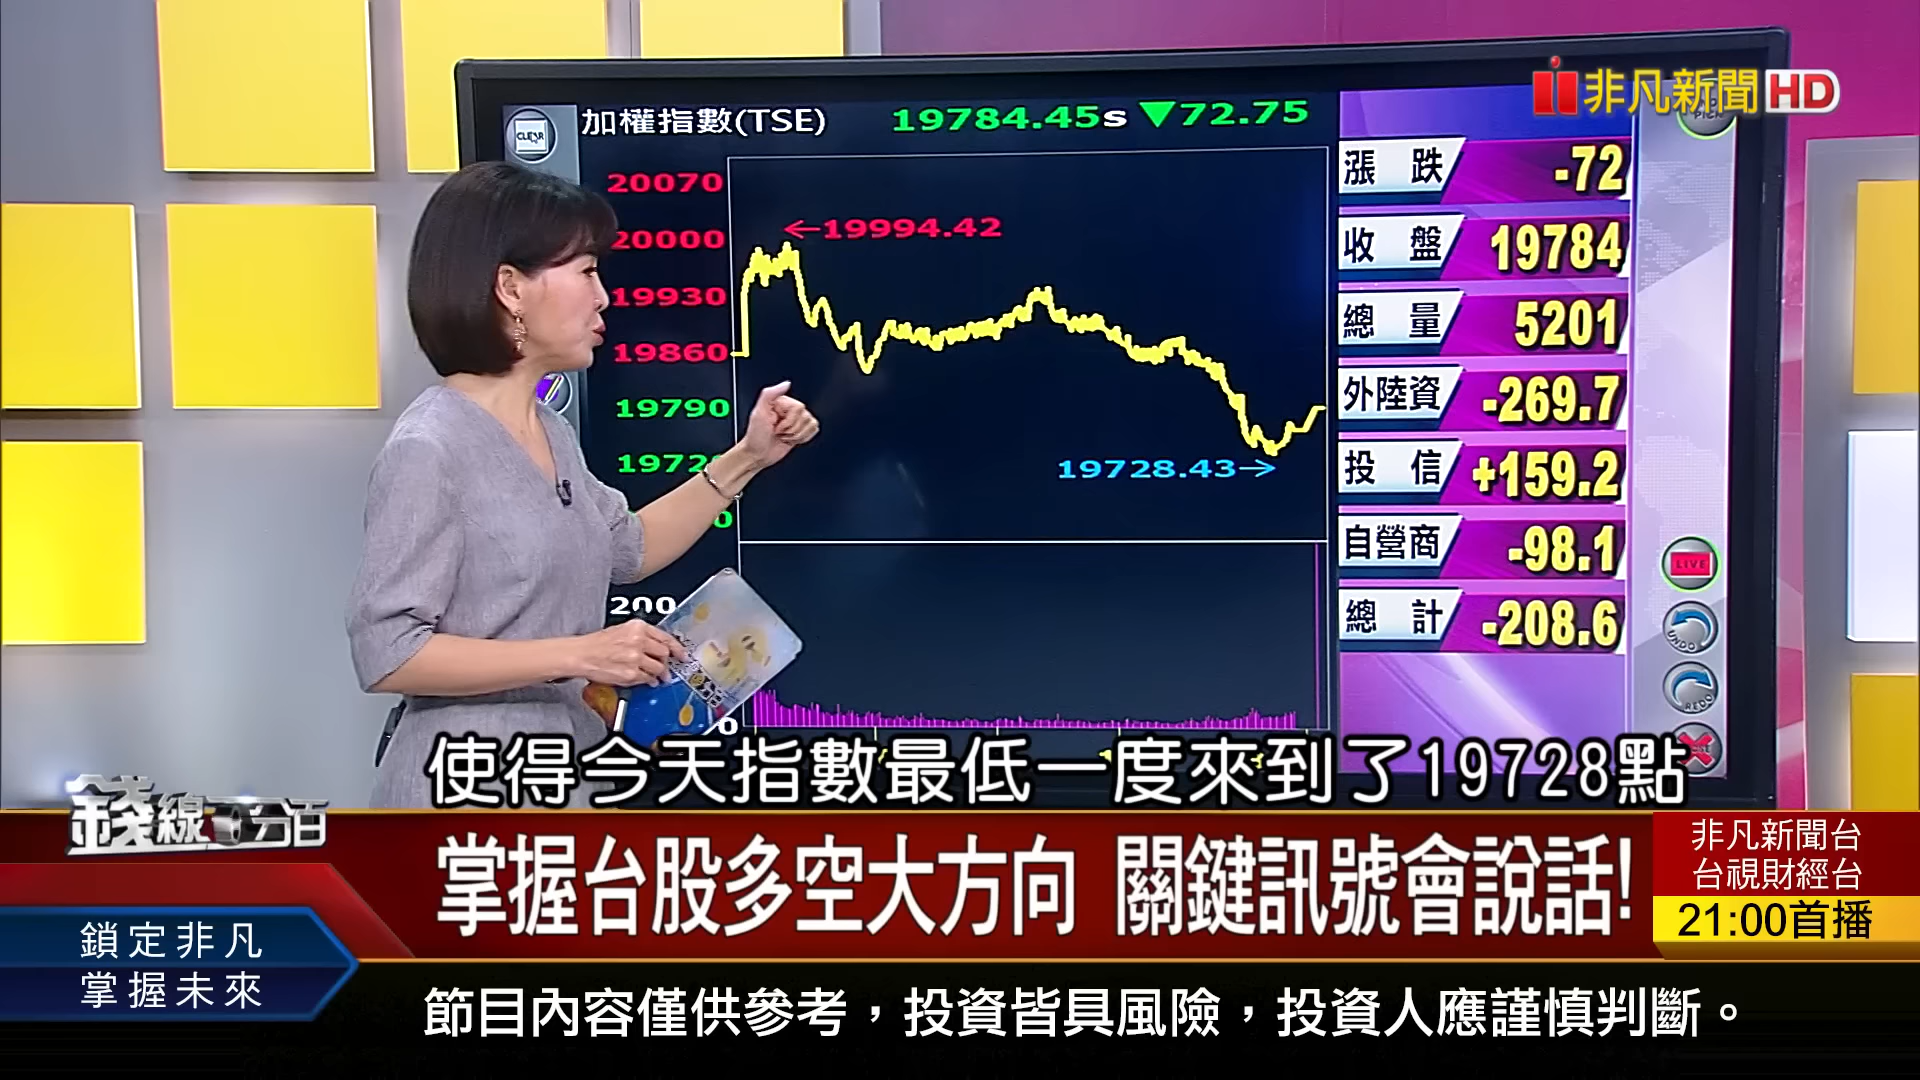 非凡新聞HD
CLEAR
加權指數(TSE) 19784.45s ▼72.75
20070
20000
19930
19860
19790
←19994.42
19728.43→
200
0
漲 跌 -72
收 盤 19784
總 量 5201
外陸資 -269.7
投 信 +159.2
自營商 -98.1
總 計 -208.6
LIVE
UNDO
REDO
使得今天指數最低一度來到了19728點
錢線百分百
掌握台股多空大方向 關鍵訊號會說話!
非凡新聞台
台視財經台
21:00首播
鎖定非凡
掌握未來
節目內容僅供參考，投資皆具風險，投資人應謹慎判斷。